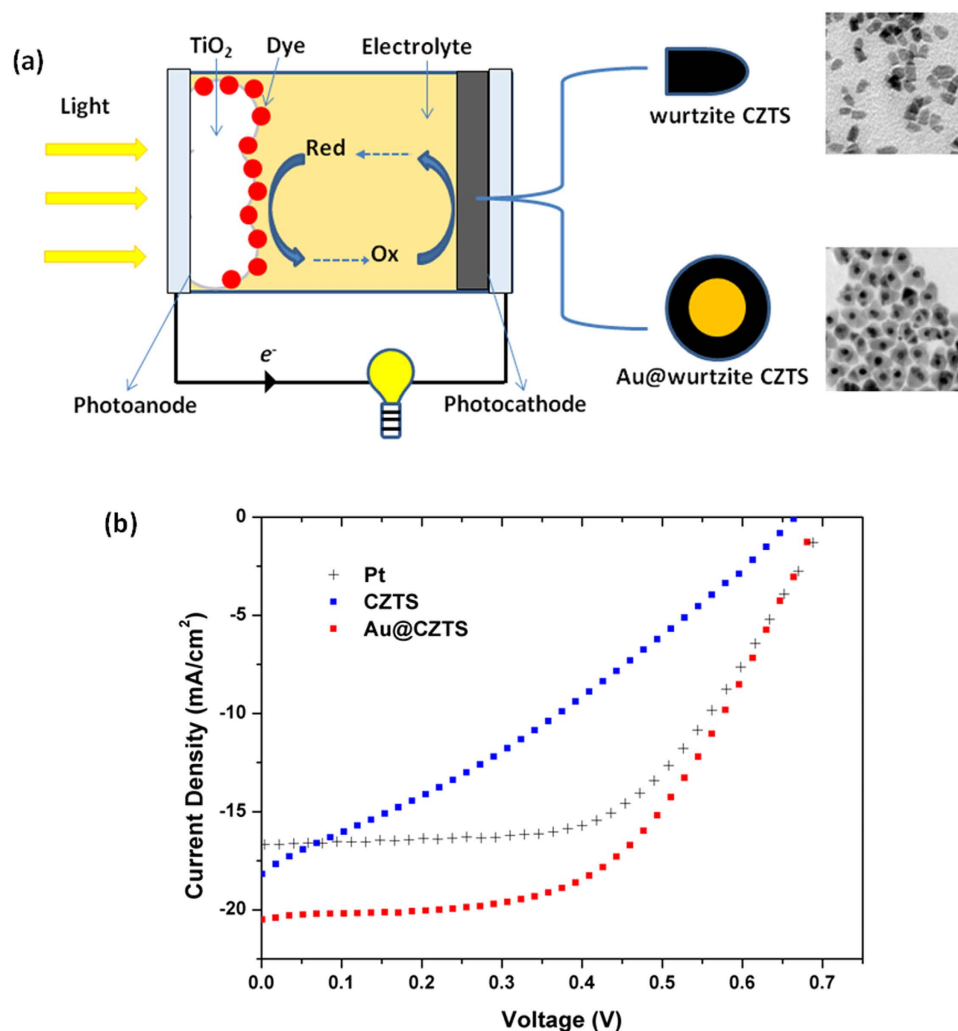 (a)
TiO2
Dye
Electrolyte
Light
Red
Ox
e-
Photoanode
Photocathode
wurtzite CZTS
Au@wurtzite CZTS
(b)
Pt
CZTS
Au@CZTS
0
-5
-10
-15
-20
Current Density (mA/cm2)
0.0 0.1 0.2 0.3 0.4 0.5 0.6 0.7
Voltage (V)